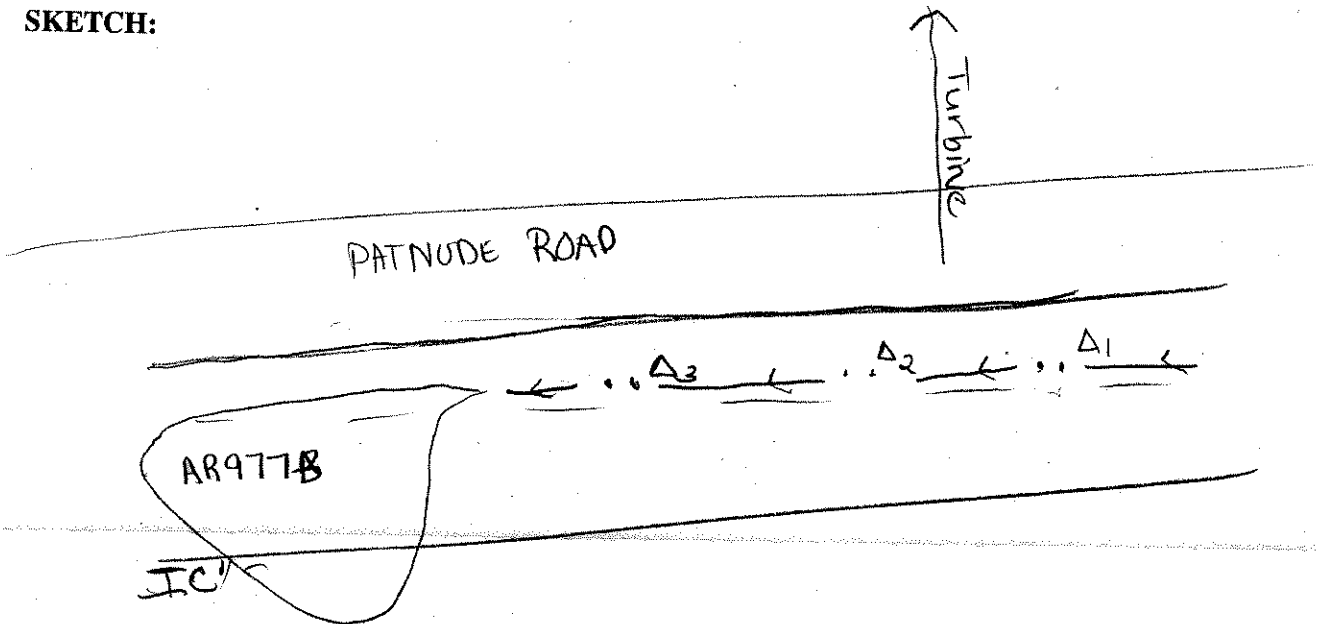 SKETCH:
Turbine
PATNUDE ROAD
Δ3
Δ2
Δ1
AR977B
IC